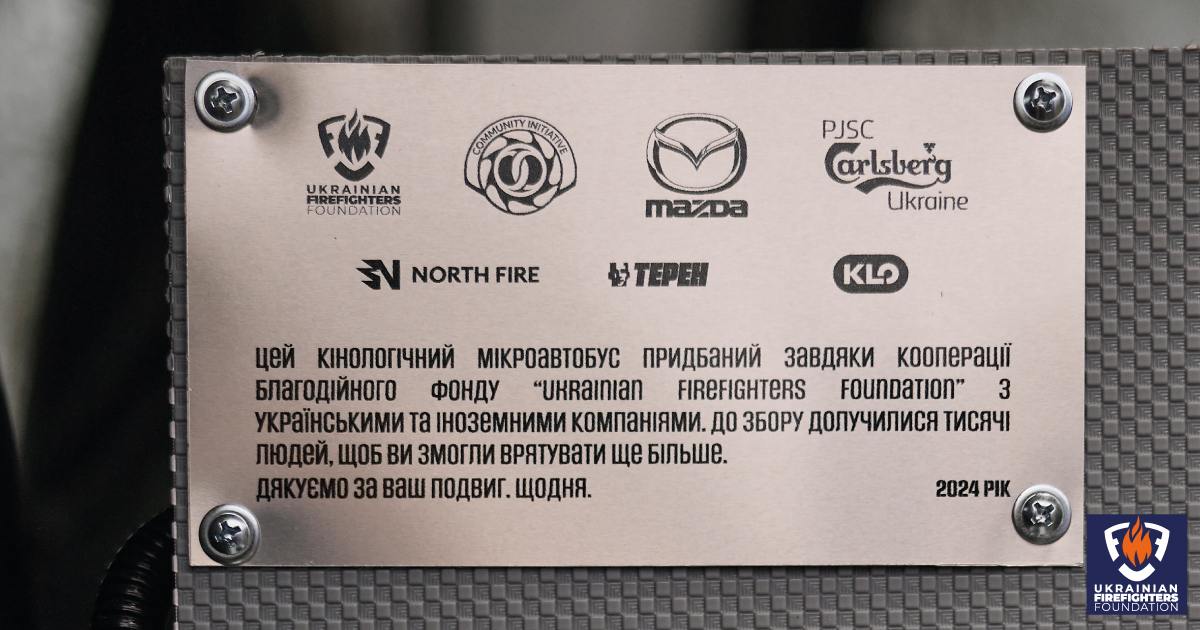 UKRAINIAN
FIREFIGHTERS
FOUNDATION
COMMUNITY INITIATIVE
mazda
PJSC
Carlsberg
Ukraine
NORTH FIRE
ТЕРЕН
KLO
ЦЕЙ КІНОЛОГІЧНИЙ МІКРОАВТОБУС ПРИДБАНИЙ ЗАВДЯКИ КООПЕРАЦІЇ
БЛАГОДІЙНОГО ФОНДУ “UKRAINIAN FIREFIGHTERS FOUNDATION” З
УКРАЇНСЬКИМИ ТА ІНОЗЕМНИМИ КОМПАНІЯМИ. ДО ЗБОРУ ДОЛУЧИЛИСЯ ТИСЯЧІ
ЛЮДЕЙ, ЩОБ ВИ ЗМОГЛИ ВРЯТУВАТИ ЩЕ БІЛЬШЕ.
ДЯКУЄМО ЗА ВАШ ПОДВИГ. ЩОДНЯ. 2024 РІК
UKRAINIAN
FIREFIGHTERS
FOUNDATION